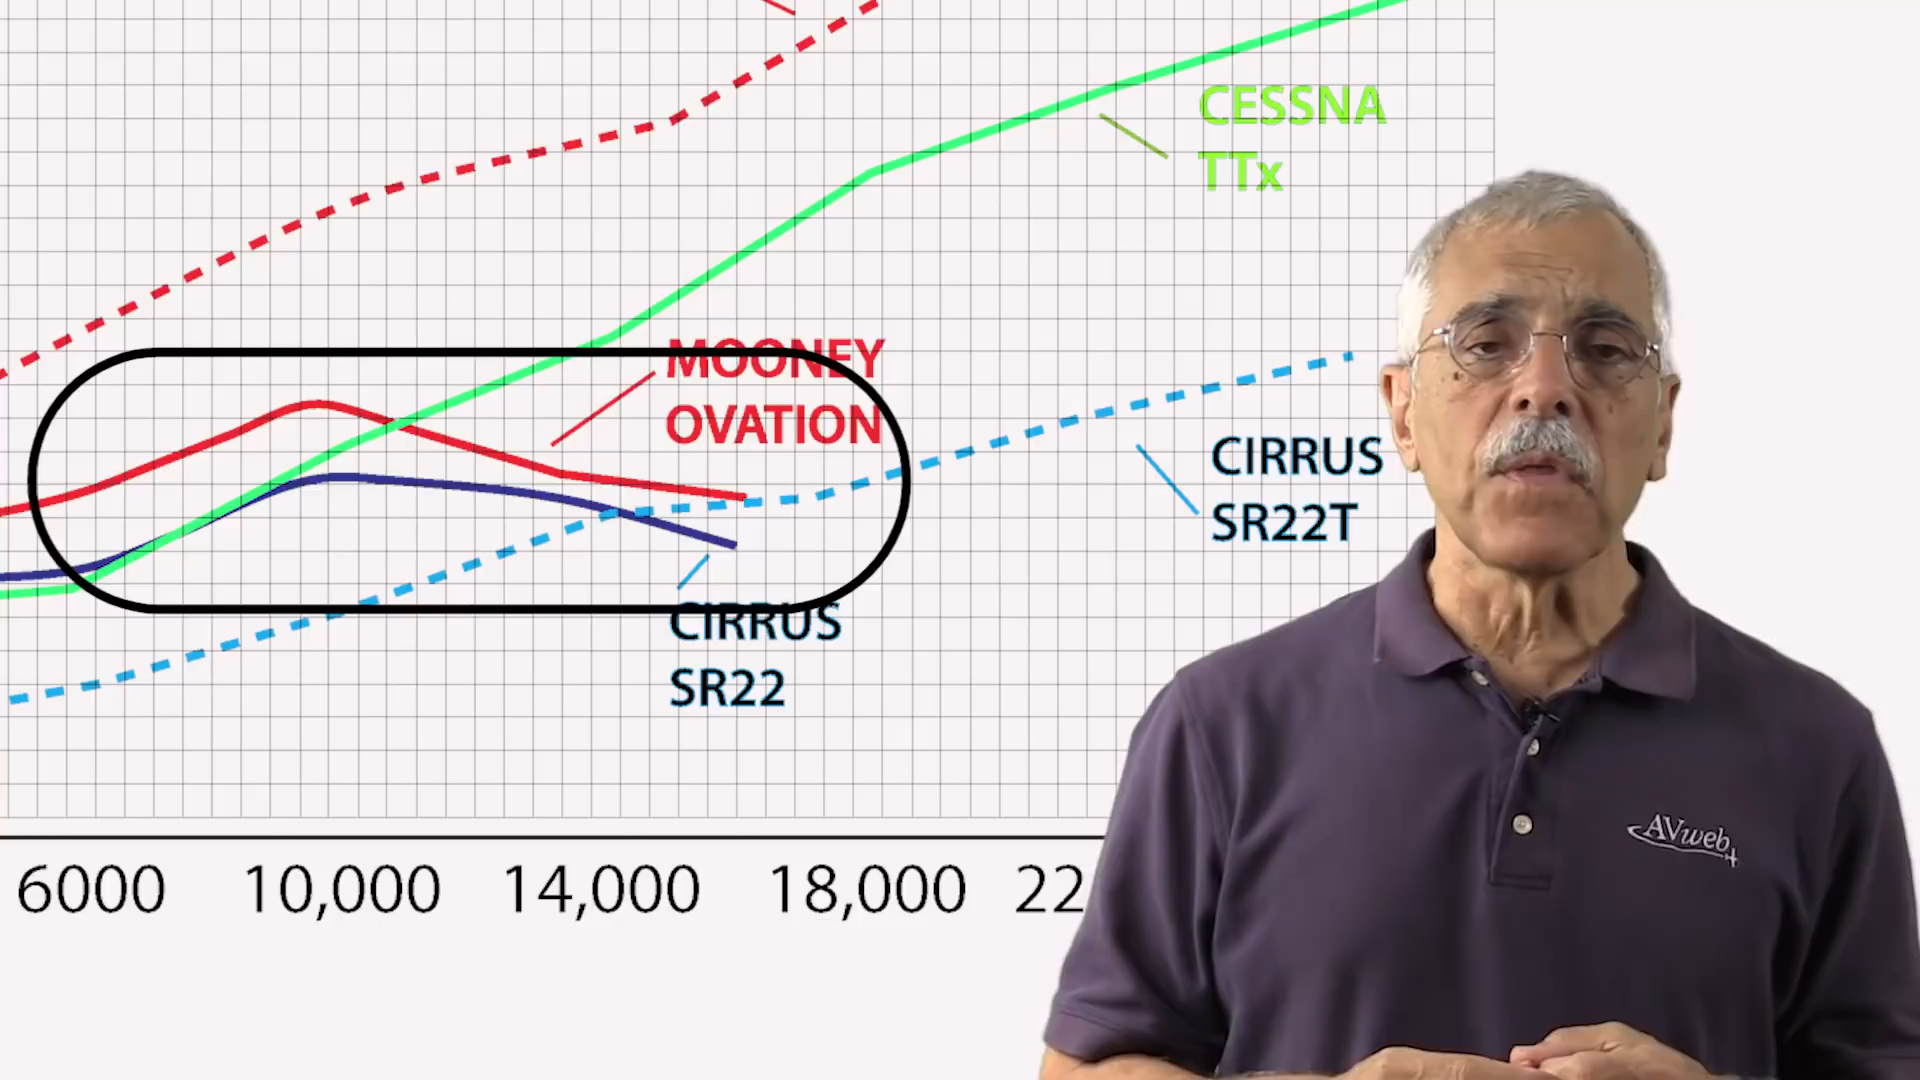 CESSNA
TTx
MOONEY
OVATION
CIRRUS
SR22T
CIRRUS
SR22
AVweb
6000 10,000 14,000 18,000 22